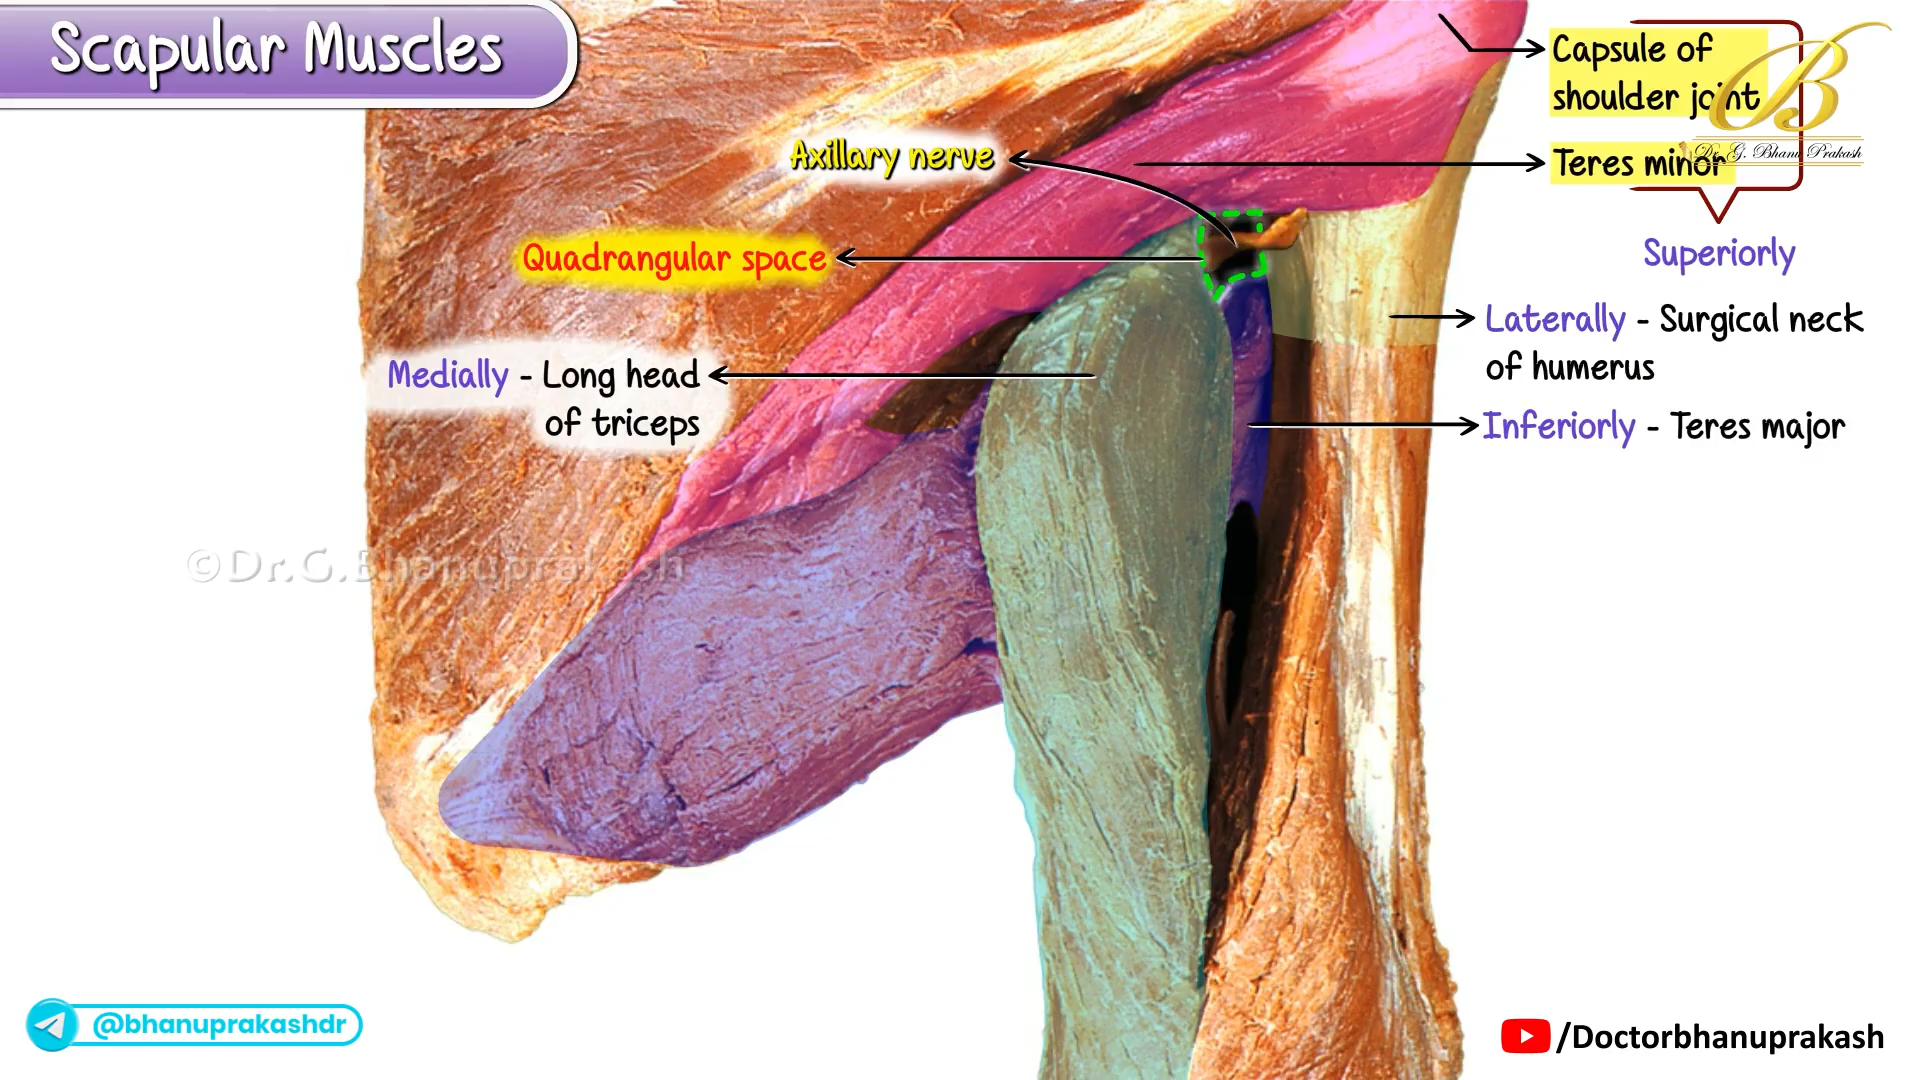 Scapular Muscles
Capsule of
shoulder joint
Dr. G. Bhanu Prakash
Axillary nerve
Teres minor
Quadrangular space
Superiorly
Laterally - Surgical neck
of humerus
Medially - Long head
of triceps
Inferiorly - Teres major
©Dr.G.Bhanuprakash
@bhanuprakashdr
/Doctorbhanuprakash